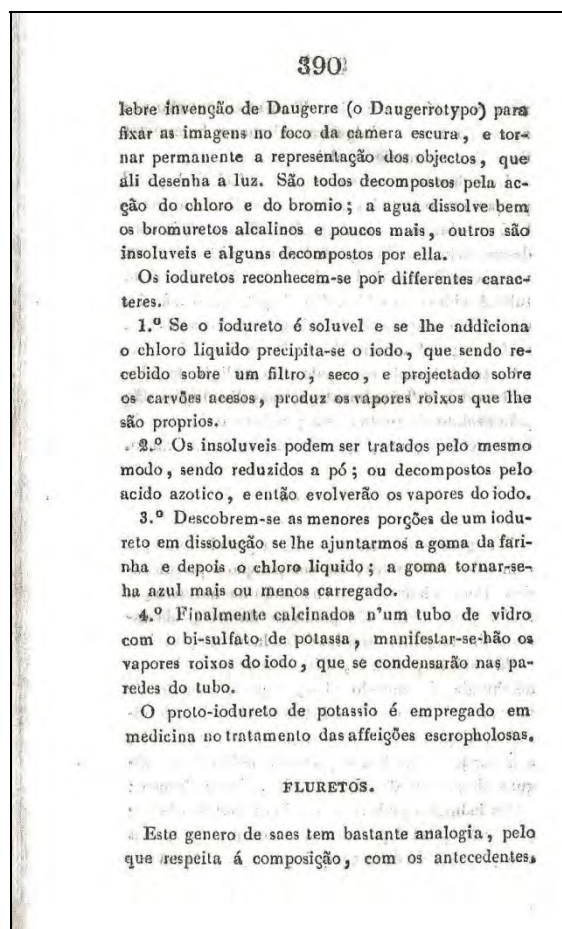 390
lebre invenção de Daugerre (o Daugerrotypo) para
fixar as imagens no foco da camera escura, e tor-
nar permanente a representação dos objectos, que
ali desenha a luz. São todos decompostos pela ac-
ção do chloro e do bromio; a agua dissolve bem
os bromuretos alcalinos e poucos mais, outros são
insoluveis e alguns decompostos por ella.
Os ioduretos reconhecem-se por differentes carac-
teres.
1.º Se o iodureto é soluvel e se lhe addiciona
o chloro liquido precipita-se o iodo, que sendo re-
cebido sobre um filtro, seco, e projectado sobre
os carvões acesos, produz os vapores roixos que lhe
são proprios.
2.º Os insoluveis podem ser tratados pelo mesmo
modo, sendo reduzidos a pó; ou decompostos pelo
acido azotico, e então evolverão os vapores do iodo.
3.º Descobrem-se as menores porções de um iodu-
reto em dissolução se lhe ajuntarmos a goma da fari-
nha e depois o chloro liquido; a goma tornar-se-
ha azul mais ou menos carregado.
4.º Finalmente calcinados n'um tubo de vidro
com o bi-sulfato de potassa, manifestar-se-hão os
vapores roixos do iodo, que se condensarão nas pa-
redes do tubo.
O proto-iodureto de potassio é empregado em
medicina no tratamento das affeições escropholosas.
FLURETOS.
Este genero de saes tem bastante analogia, pelo
que respeita á composição, com os antecedentes.